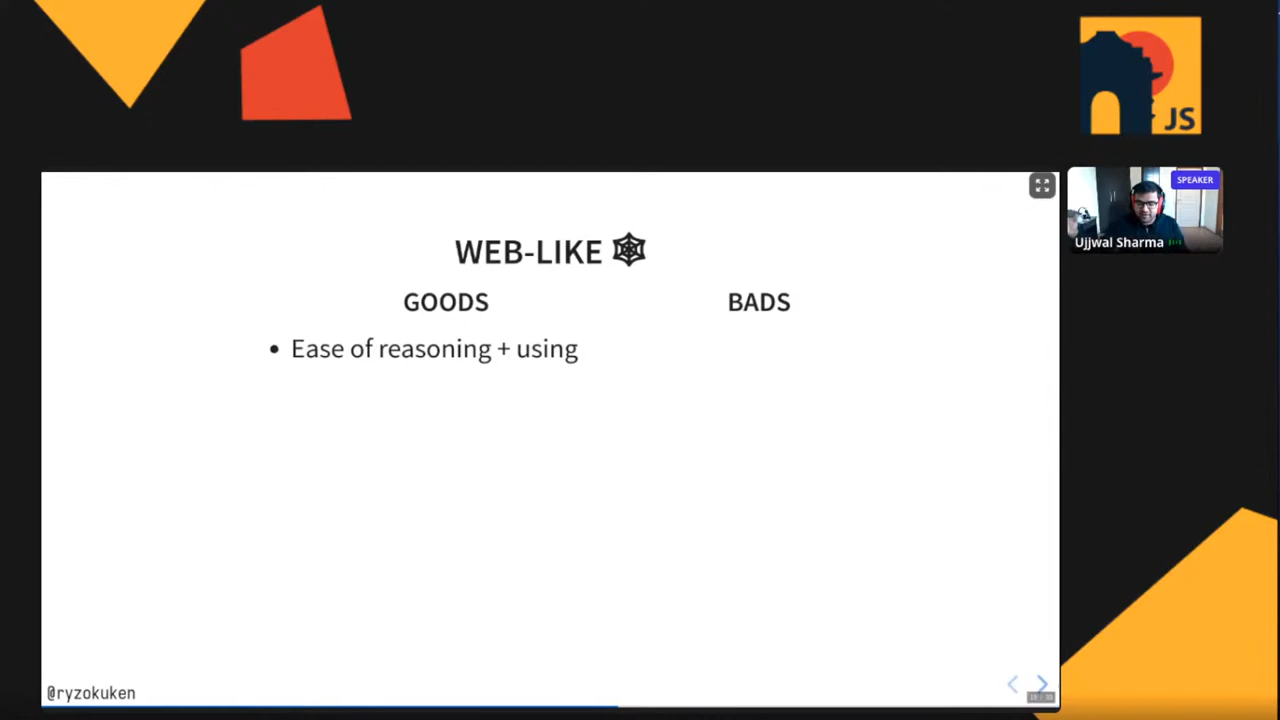 JS
SPEAKER
Ujjwal Sharma
WEB-LIKE
GOODS
BADS
Ease of reasoning + using
@ryzokuken